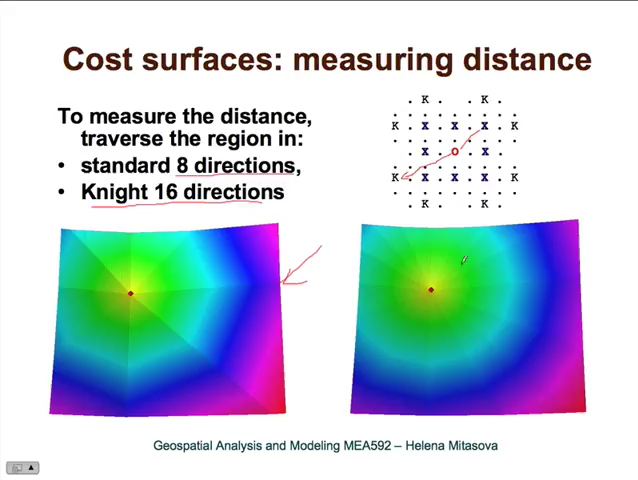 Cost surfaces: measuring distance
To measure the distance,
traverse the region in:
• standard 8 directions,
• Knight 16 directions
. K . . K .
. . . . . . . .
K . X . X . X . K
. . . . . . . .
. X . O . X .
. . . . . . . .
K . X . X . X . K
. . . . . . . .
. K . . K .
Geospatial Analysis and Modeling MEA592 – Helena Mitasova